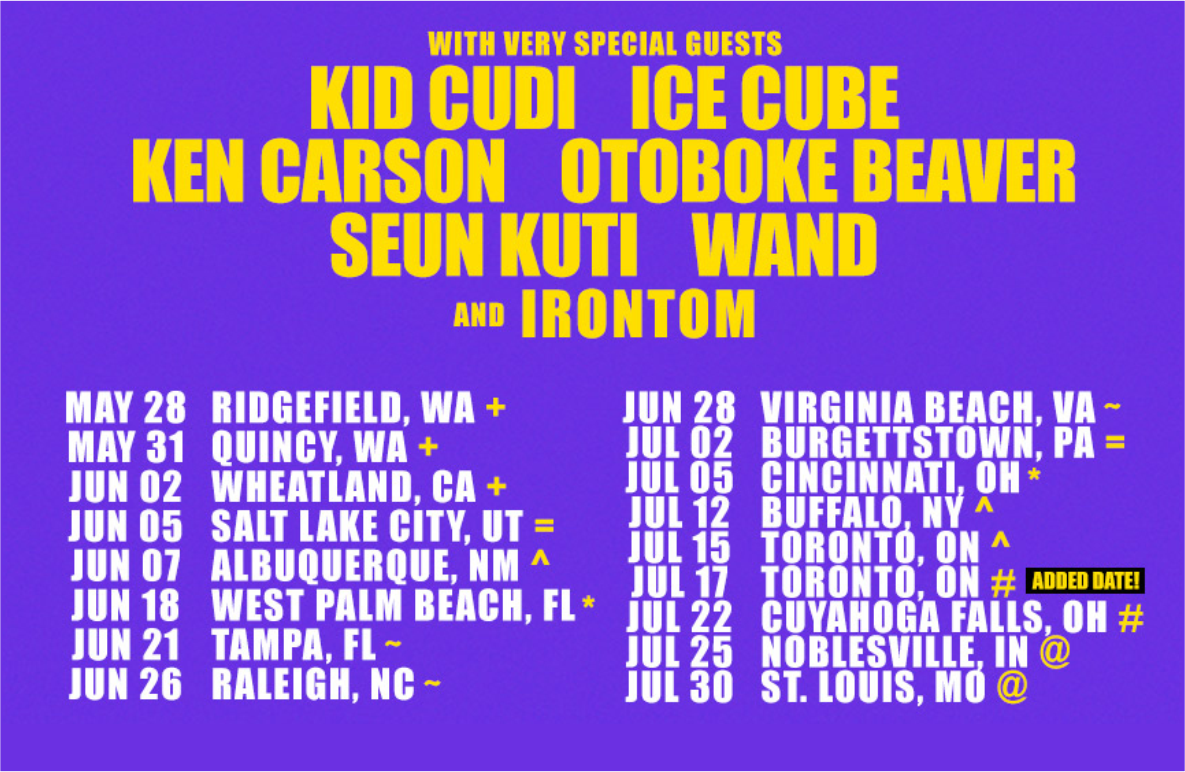 WITH VERY SPECIAL GUESTS
KID CUDI ICE CUBE
KEN CARSON OTOBOKE BEAVER
SEUN KUTI WAND
AND IRONTOM
MAY 28 RIDGEFIELD, WA +
MAY 31 QUINCY, WA +
JUN 02 WHEATLAND, CA +
JUN 05 SALT LAKE CITY, UT =
JUN 07 ALBUQUERQUE, NM ^
JUN 18 WEST PALM BEACH, FL *
JUN 21 TAMPA, FL ~
JUN 26 RALEIGH, NC ~
JUN 28 VIRGINIA BEACH, VA ~
JUL 02 BURGETTSTOWN, PA =
JUL 05 CINCINNATI, OH *
JUL 12 BUFFALO, NY ^
JUL 15 TORONTO, ON ^
JUL 17 TORONTO, ON # ADDED DATE!
JUL 22 CUYAHOGA FALLS, OH #
JUL 25 NOBLESVILLE, IN @
JUL 30 ST. LOUIS, MO @